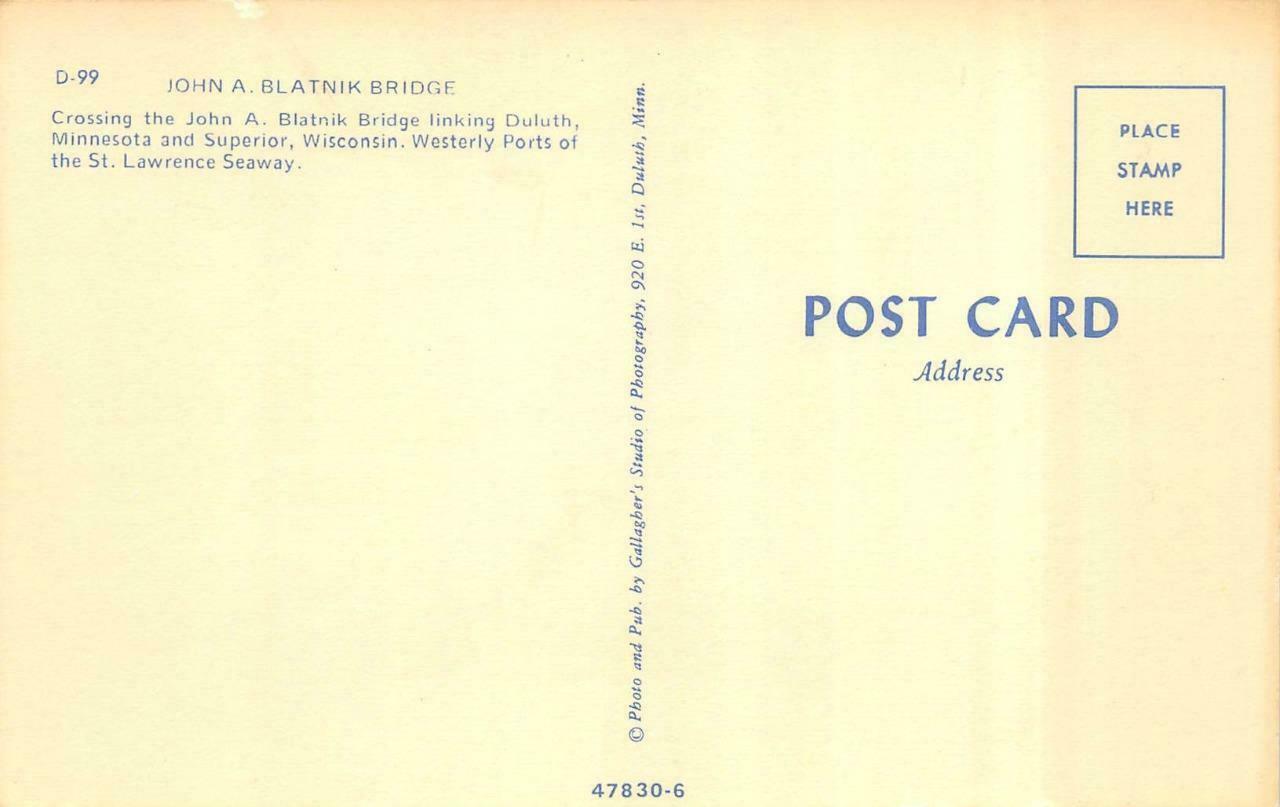 D-99
JOHN A. BLATNIK BRIDGE
Crossing the John A. Blatnik Bridge linking Duluth,
Minnesota and Superior, Wisconsin. Westerly Ports of
the St. Lawrence Seaway.
© Photo and Pub. by Gallagher's Studio of Photography, 920 E. 1st, Duluth, Minn.
47830-6
PLACE
STAMP
HERE
POST CARD
Address